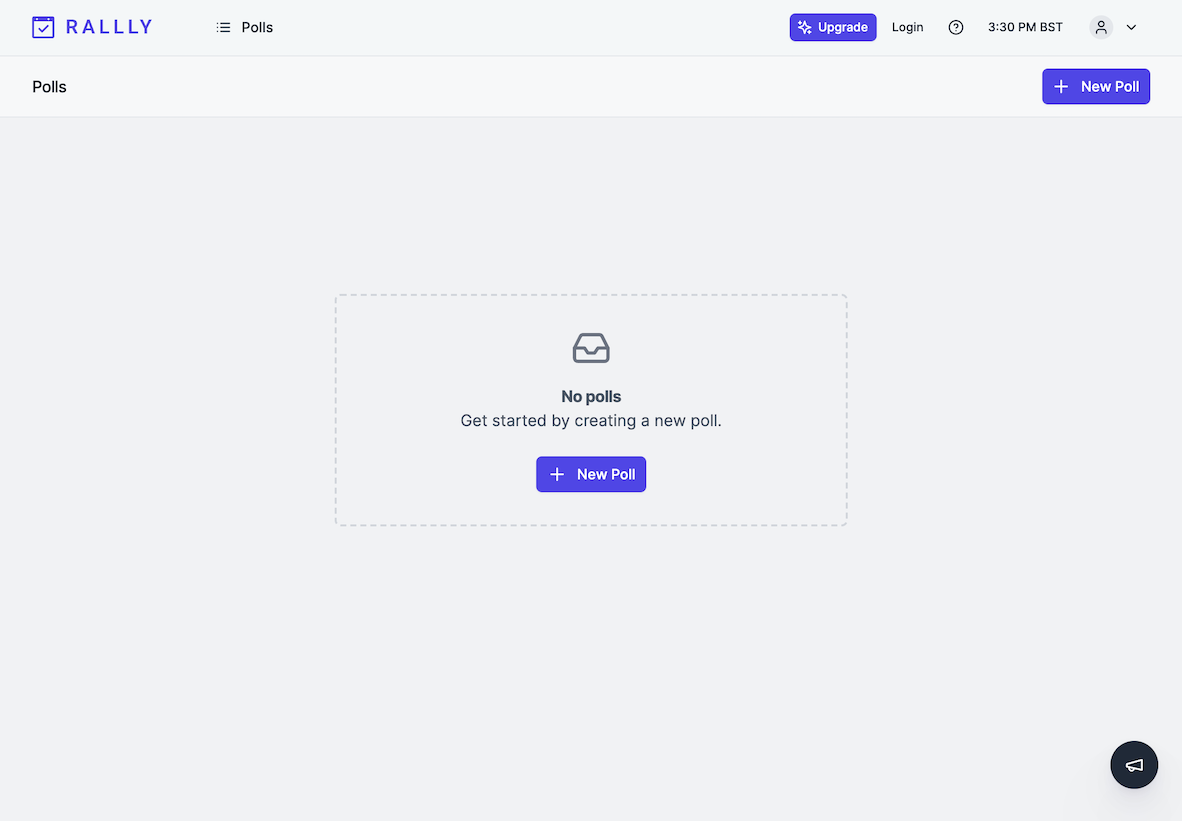 RALLLY
Polls
Upgrade
Login
3:30 PM BST
Polls
New Poll
No polls
Get started by creating a new poll.
New Poll